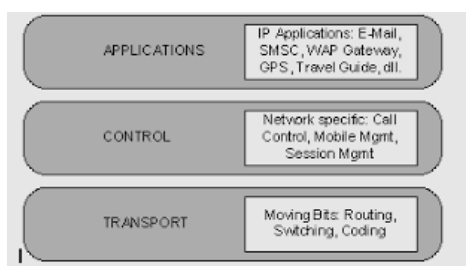 APPLICATIONS
IP Applications: E-Mail,
SMSC, WAP Gateway,
GPS, Travel Guide, dll.
CONTROL
Network specific: Call
Control, Mobile Mgmt,
Session Mgmt
TRANSPORT
Moving Bits: Routing,
Switching, Coding